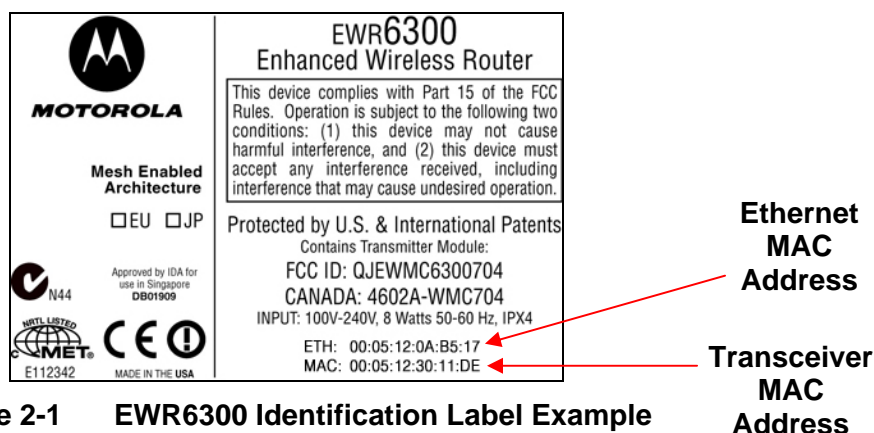 MOTOROLA
Mesh Enabled
Architecture
EU JP
N44
Approved by IDA for
use in Singapore
DB01909
NRTL LISTED
C MET.
E112342
CE
MADE IN THE USA
EWR6300
Enhanced Wireless Router
This device complies with Part 15 of the FCC
Rules. Operation is subject to the following two
conditions: (1) this device may not cause
harmful interference, and (2) this device must
accept any interference received, including
interference that may cause undesired operation.
Protected by U.S. & International Patents
Contains Transmitter Module:
FCC ID: QJEWMC6300704
CANADA: 4602A-WMC704
INPUT: 100V-240V, 8 Watts 50-60 Hz, IPX4
ETH: 00:05:12:0A:B5:17
MAC: 00:05:12:30:11:DE
Ethernet
MAC
Address
Transceiver
MAC
Address
e 2-1 EWR6300 Identification Label Example